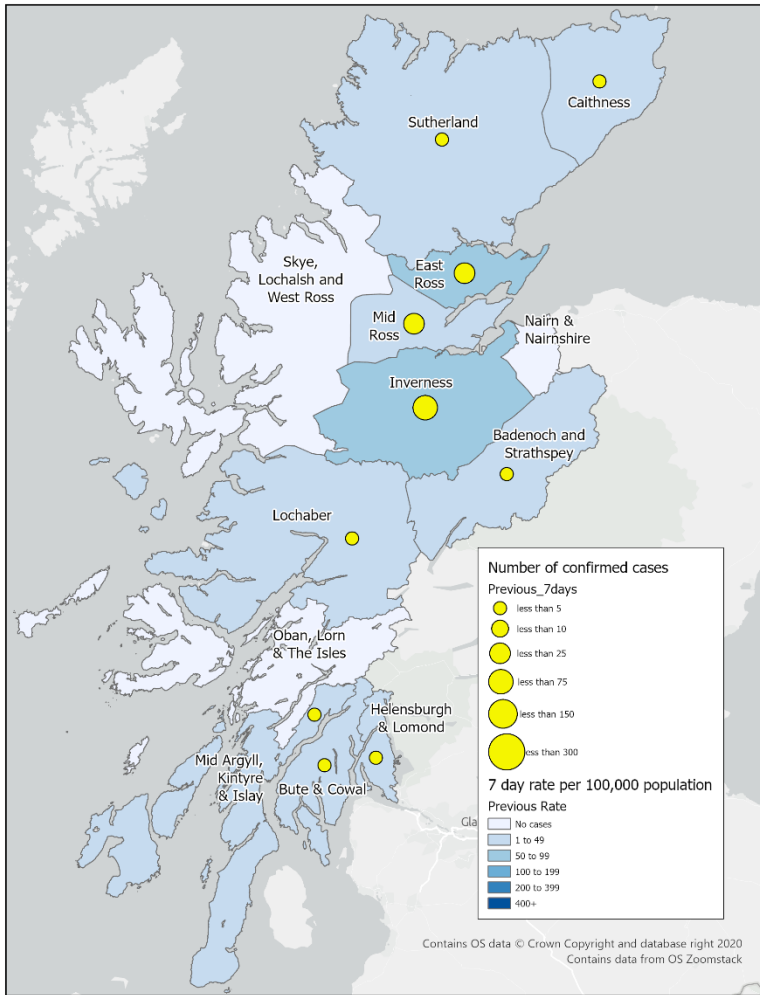 Caithness
Sutherland
Skye,
Lochalsh and
West Ross
East
Ross
Mid
Ross
Nairn &
Nairnshire
Inverness
Badenoch and
Strathspey
Lochaber
Oban, Lorn
& The Isles
Helensburgh
& Lomond
Mid Argyll,
Kintyre
& Islay
Bute & Cowal
Gla
Number of confirmed cases
Previous_7days
less than 5
less than 10
less than 25
less than 75
less than 150
less than 300
7 day rate per 100,000 population
Previous Rate
No cases
1 to 49
50 to 99
100 to 199
200 to 399
400+
Contains OS data © Crown Copyright and database right 2020
Contains data from OS Zoomstack